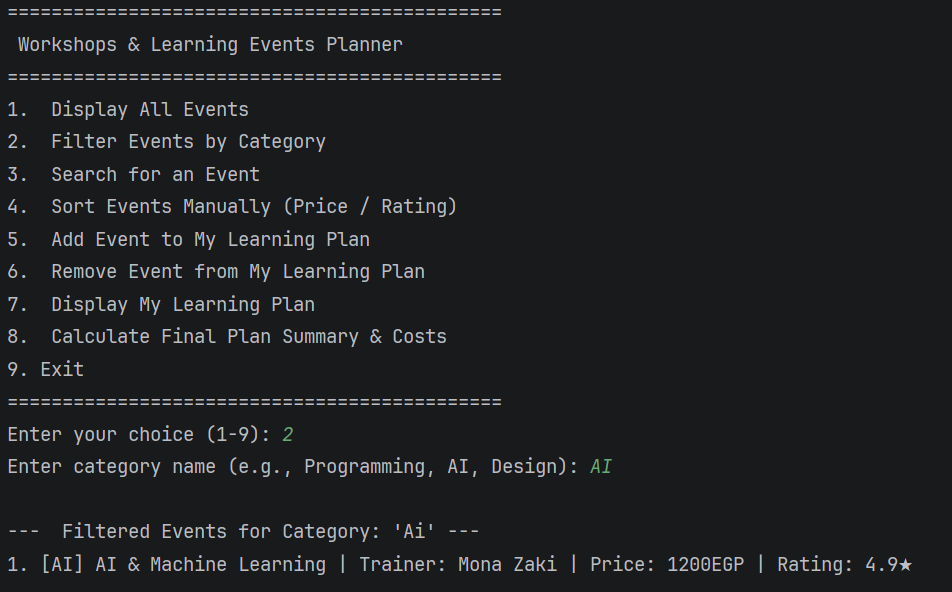 =============================================
 Workshops & Learning Events Planner
=============================================
1.  Display All Events
2.  Filter Events by Category
3.  Search for an Event
4.  Sort Events Manually (Price / Rating)
5.  Add Event to My Learning Plan
6.  Remove Event from My Learning Plan
7.  Display My Learning Plan
8.  Calculate Final Plan Summary & Costs
9. Exit
=============================================
Enter your choice (1-9): 2
Enter category name (e.g., Programming, AI, Design): AI

---  Filtered Events for Category: 'Ai' ---
1. [AI] AI & Machine Learning | Trainer: Mona Zaki | Price: 1200EGP | Rating: 4.9★